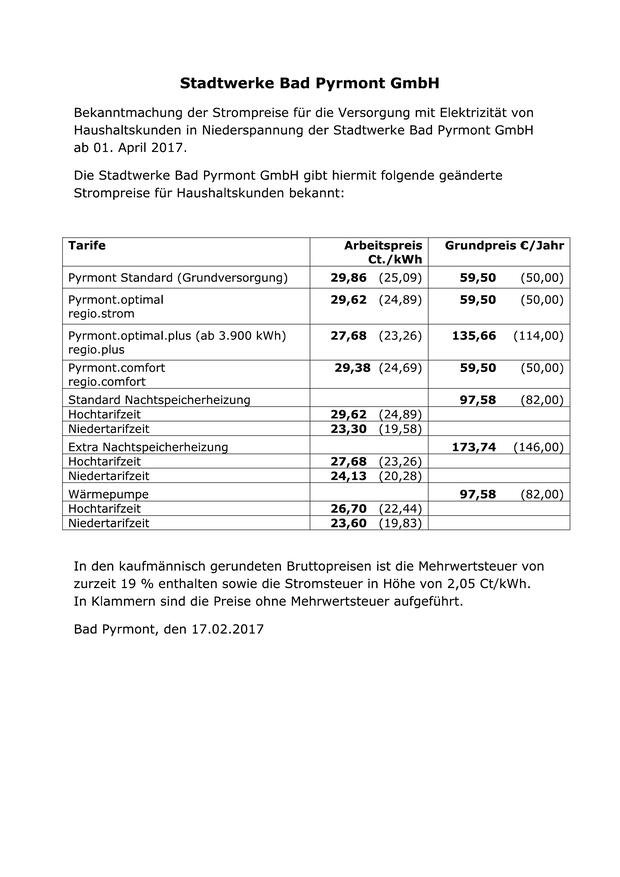 Stadtwerke Bad Pyrmont GmbH
Bekanntmachung der Strompreise für die Versorgung mit Elektrizität von
Haushaltskunden in Niederspannung der Stadtwerke Bad Pyrmont GmbH
ab 01. April 2017.
Die Stadtwerke Bad Pyrmont GmbH gibt hiermit folgende geänderte
Strompreise für Haushaltskunden bekannt:
Tarife Arbeitspreis Grundpreis €/Jahr
Ct./kWh
Pyrmont Standard (Grundversorgung) 29,86 (25,09) 59,50 (50,00)
Pyrmont.optimal 29,62 (24,89) 59,50 (50,00)
regio.strom
Pyrmont.optimal.plus (ab 3.900 kWh) 27,68 (23,26) 135,66 (114,00)
regio.plus
Pyrmont.comfort 29,38 (24,69) 59,50 (50,00)
regio.comfort
Standard Nachtspeicherheizung 97,58 (82,00)
Hochtarifzeit 29,62 (24,89)
Niedertarifzeit 23,30 (19,58)
Extra Nachtspeicherheizung 173,74 (146,00)
Hochtarifzeit 27,68 (23,26)
Niedertarifzeit 24,13 (20,28)
Wärmepumpe 97,58 (82,00)
Hochtarifzeit 26,70 (22,44)
Niedertarifzeit 23,60 (19,83)
In den kaufmännisch gerundeten Bruttopreisen ist die Mehrwertsteuer von
zurzeit 19 % enthalten sowie die Stromsteuer in Höhe von 2,05 Ct/kWh.
In Klammern sind die Preise ohne Mehrwertsteuer aufgeführt.
Bad Pyrmont, den 17.02.2017